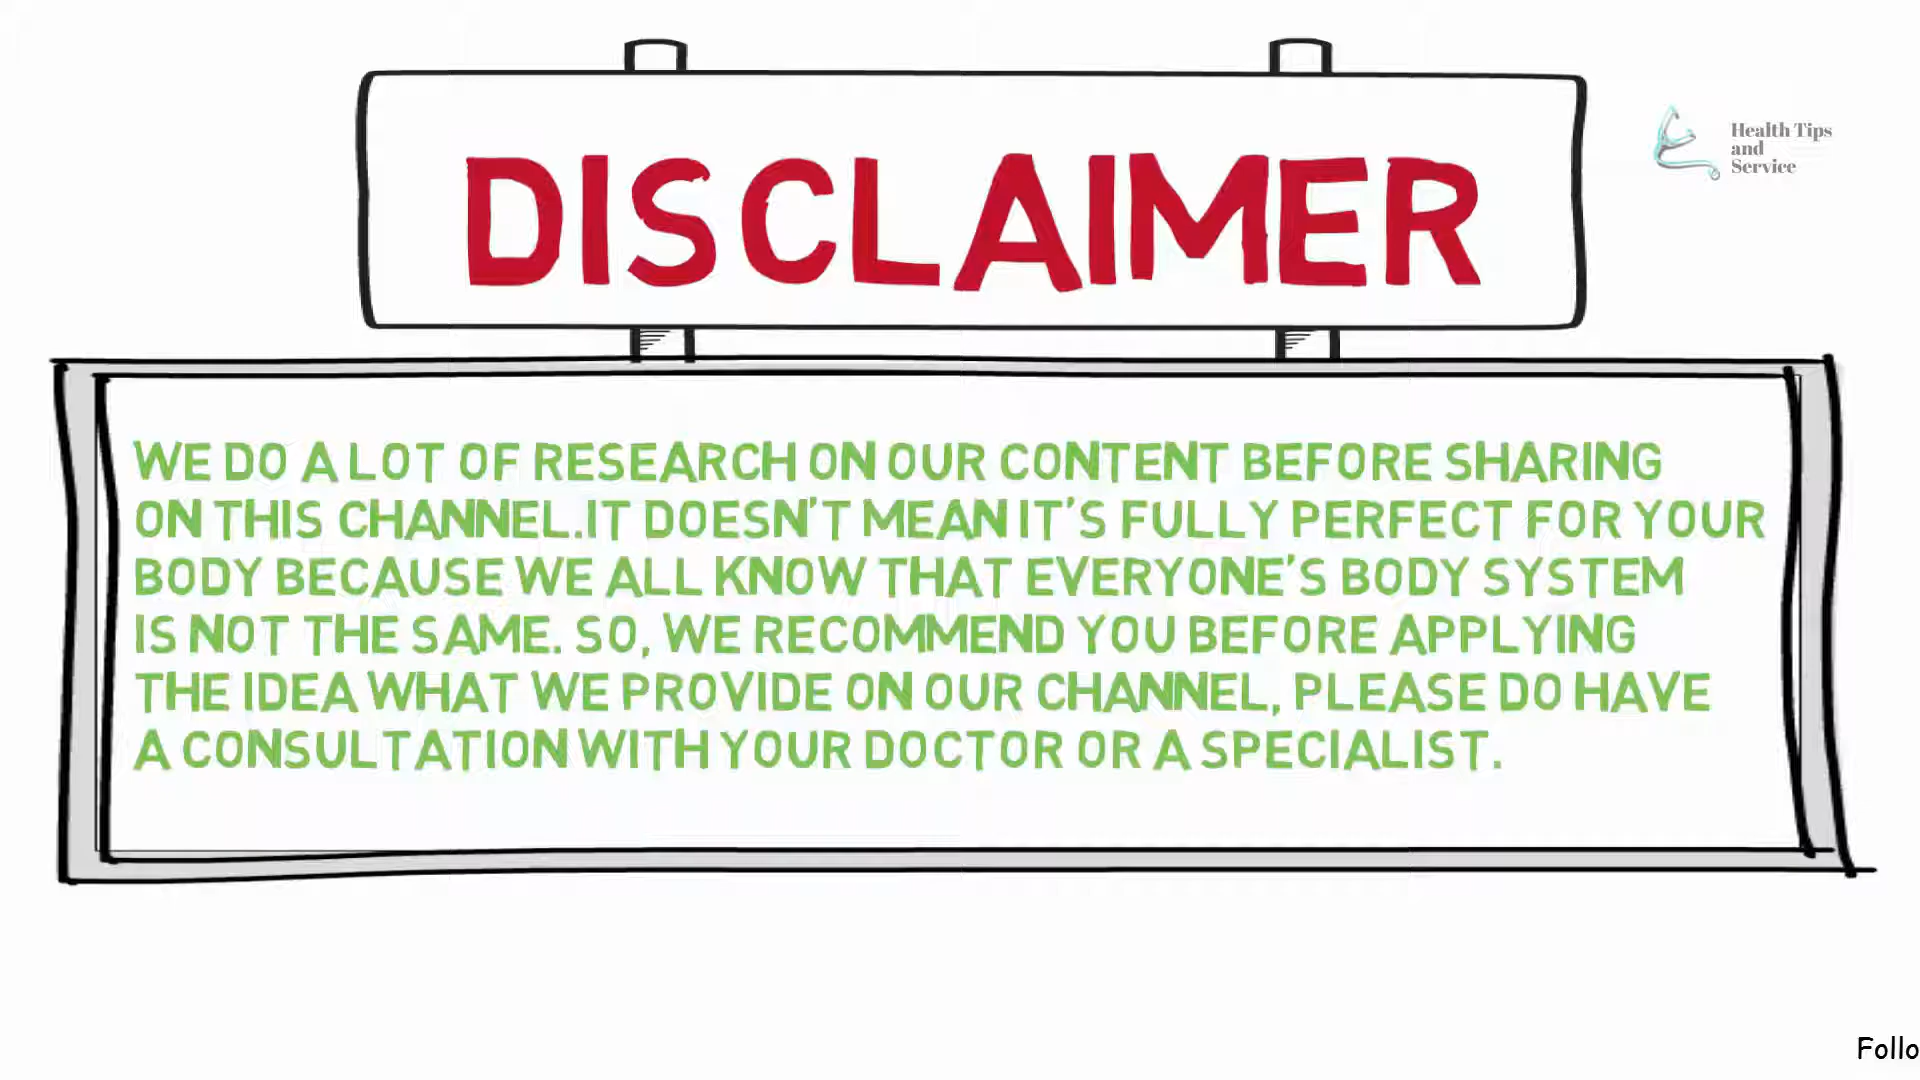 DISCLAIMER
Health Tips
and
Service
WE DO A LOT OF RESEARCH ON OUR CONTENT BEFORE SHARING
ON THIS CHANNEL.IT DOESN'T MEAN IT'S FULLY PERFECT FOR YOUR
BODY BECAUSE WE ALL KNOW THAT EVERYONE'S BODY SYSTEM
IS NOT THE SAME. SO, WE RECOMMEND YOU BEFORE APPLYING
THE IDEA WHAT WE PROVIDE ON OUR CHANNEL, PLEASE DO HAVE
A CONSULTATION WITH YOUR DOCTOR OR A SPECIALIST.
Follo